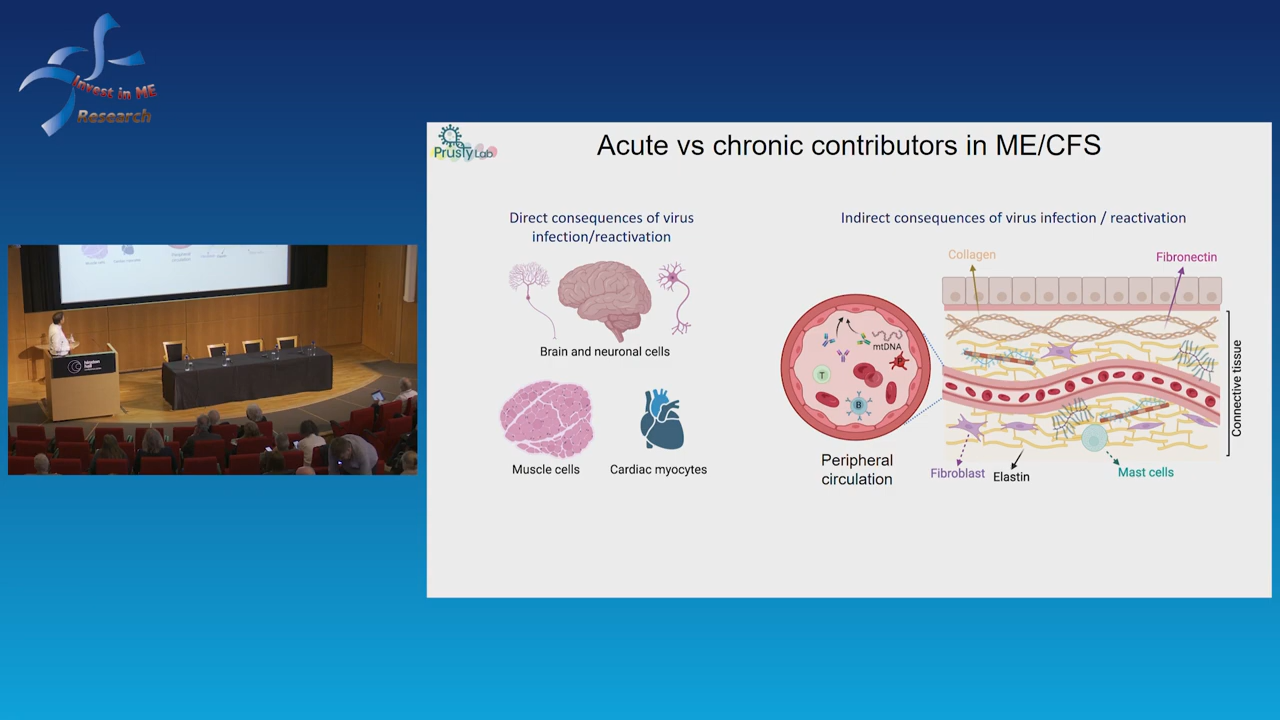 Invest in ME
Research
Prusty Lab
Acute vs chronic contributors in ME/CFS
Direct consequences of virus
infection/reactivation
Brain and neuronal cells
Muscle cells
Cardiac myocytes
Indirect consequences of virus infection / reactivation
Collagen
Fibronectin
mtDNA
P
T
B
Peripheral
circulation
Connective tissue
Fibroblast
Elastin
Mast cells